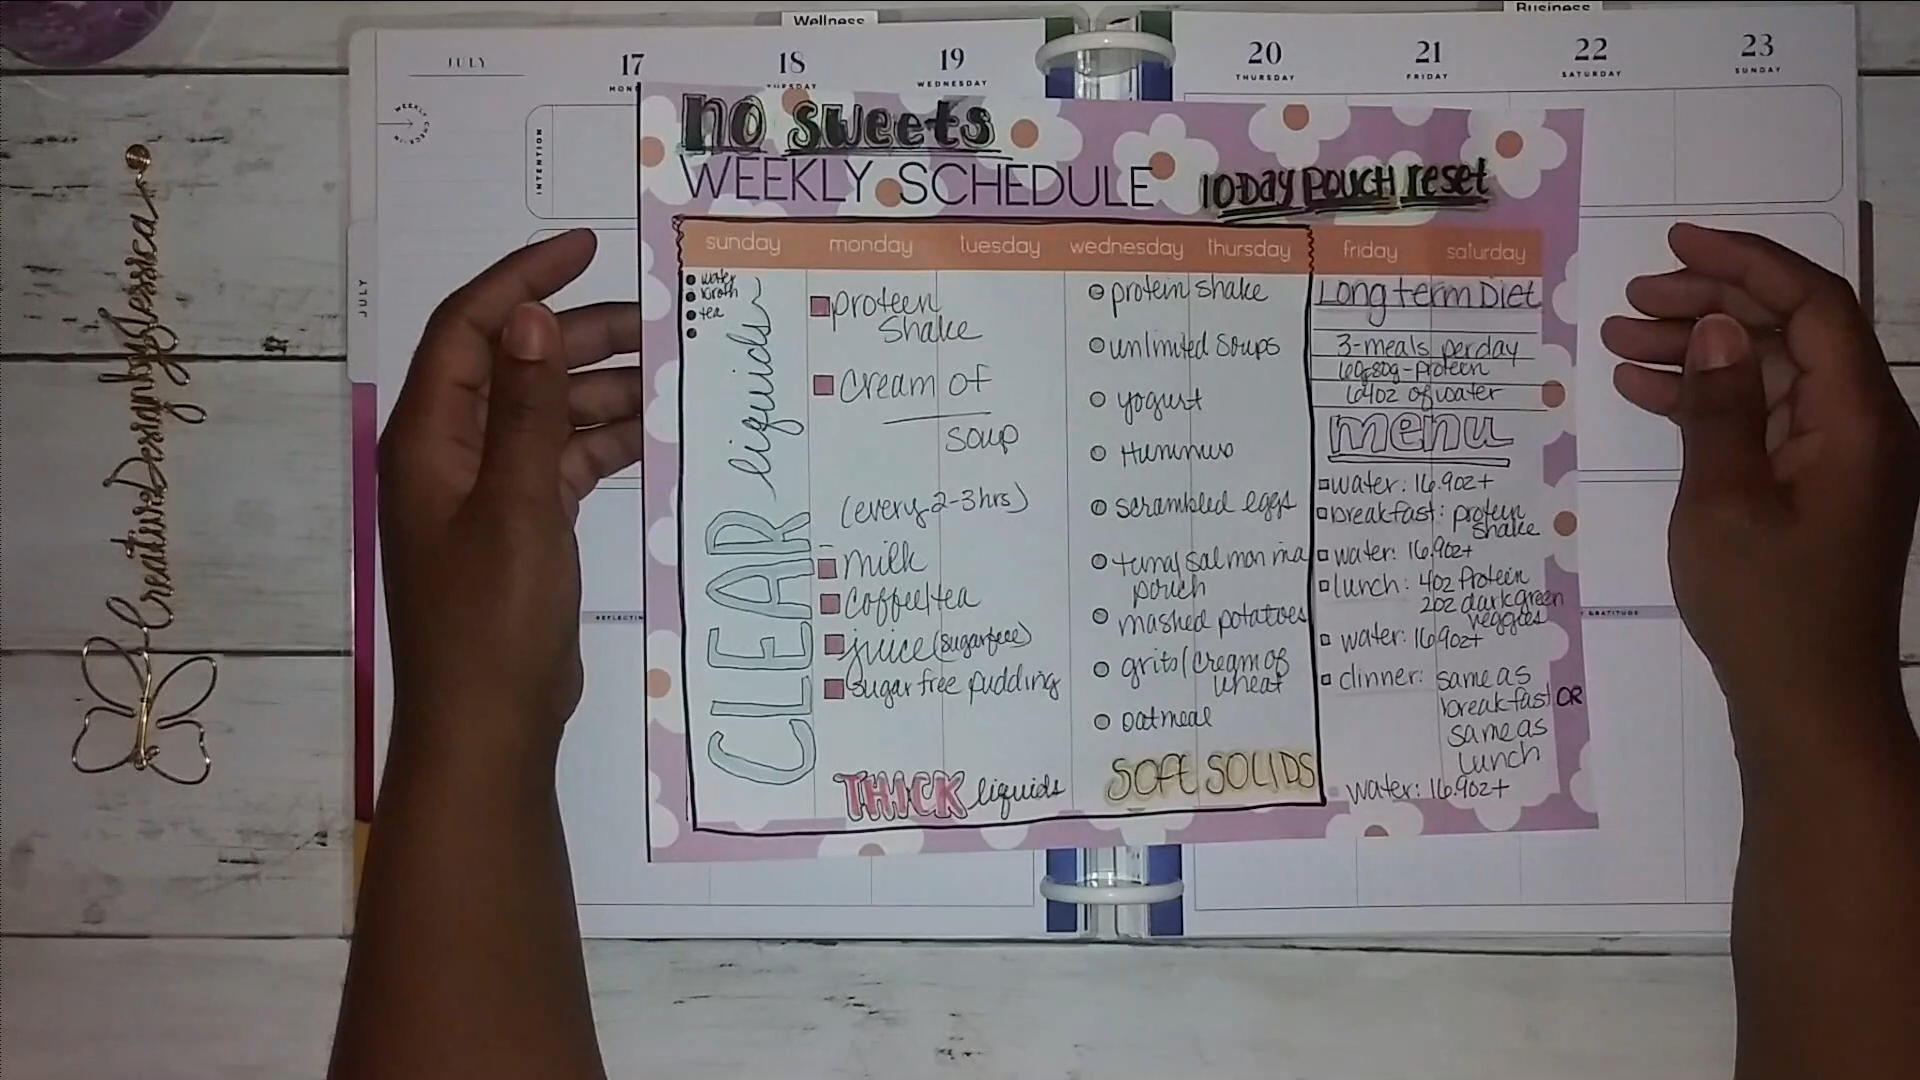 Wellness
Business
JULY
17
18
19
WEDNESDAY
20
THURSDAY
21
FRIDAY
22
SATURDAY
23
SUNDAY
WEEKLY CHECK-IN
INTENTION
JULY
CreativeDesignbyJessica
no sweets
WEEKLY SCHEDULE
10 Day Pouch reset
sunday
monday
tuesday
wednesday
thursday
friday
saturday
water
broth
tea
CLEAR liquids
protein
shake
cream of
soup
(every 2-3hrs)
milk
coffee/tea
juice (sugarfree)
sugar free pudding
THICK liquids
protein shake
unlimited soups
yogurt
Hummus
scrambled eggs
tuna/salmon in a
pouch
mashed potatoes
grits/cream of
wheat
oatmeal
SOFT SOLIDS
Long term Diet
3-meals per day
60g-80g-protein
64oz of water
menu
water: 16.9oz+
breakfast: protein
shake
water: 16.9oz+
lunch: 4oz Protein
2oz dark green
veggies
water: 16.9oz+
dinner: same as
breakfast OR
same as
lunch
water: 16.9oz+
GRATITUDE